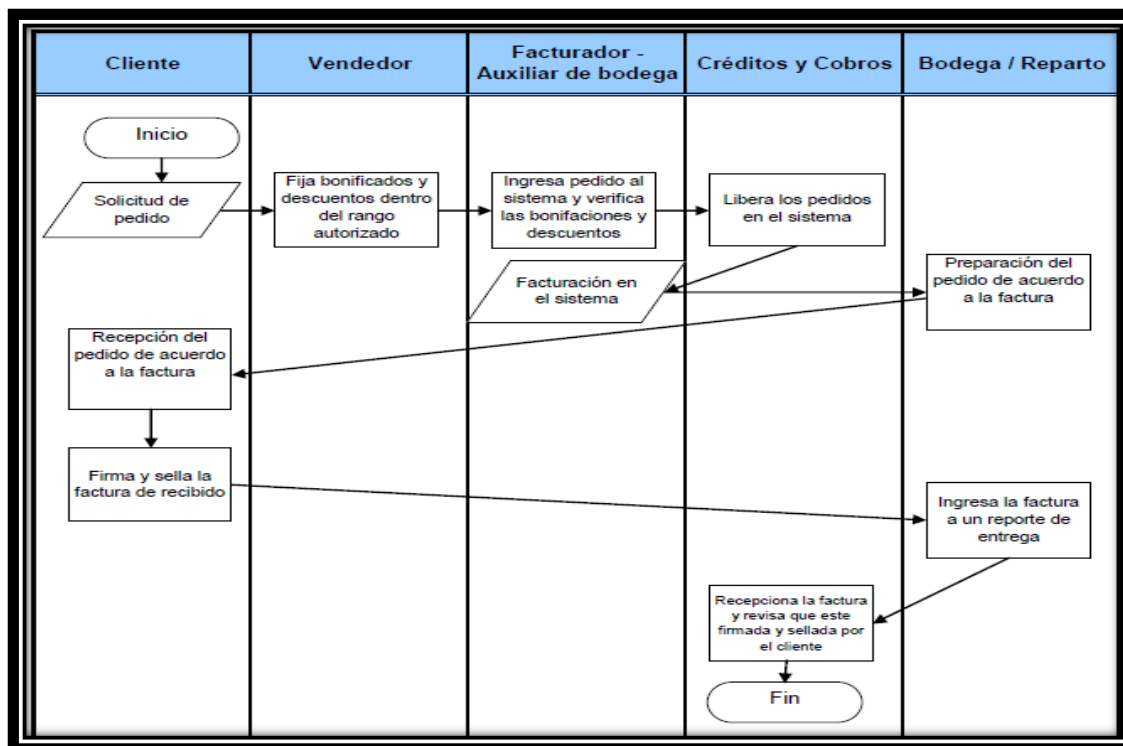 Cliente
Vendedor
Facturador -
Auxiliar de bodega
Créditos y Cobros
Bodega / Reparto
Inicio
Solicitud de
pedido
Fija bonificados y
descuentos dentro
del rango
autorizado
Ingresa pedido al
sistema y verifica
las bonifaciones y
descuentos
Libera los pedidos
en el sistema
Facturación en
el sistema
Preparación del
pedido de acuerdo
a la factura
Recepción del
pedido de acuerdo
a la factura
Firma y sella la
factura de recibido
Ingresa la factura
a un reporte de
entrega
Recepciona la factura
y revisa que este
firmada y sellada por
el cliente
Fin